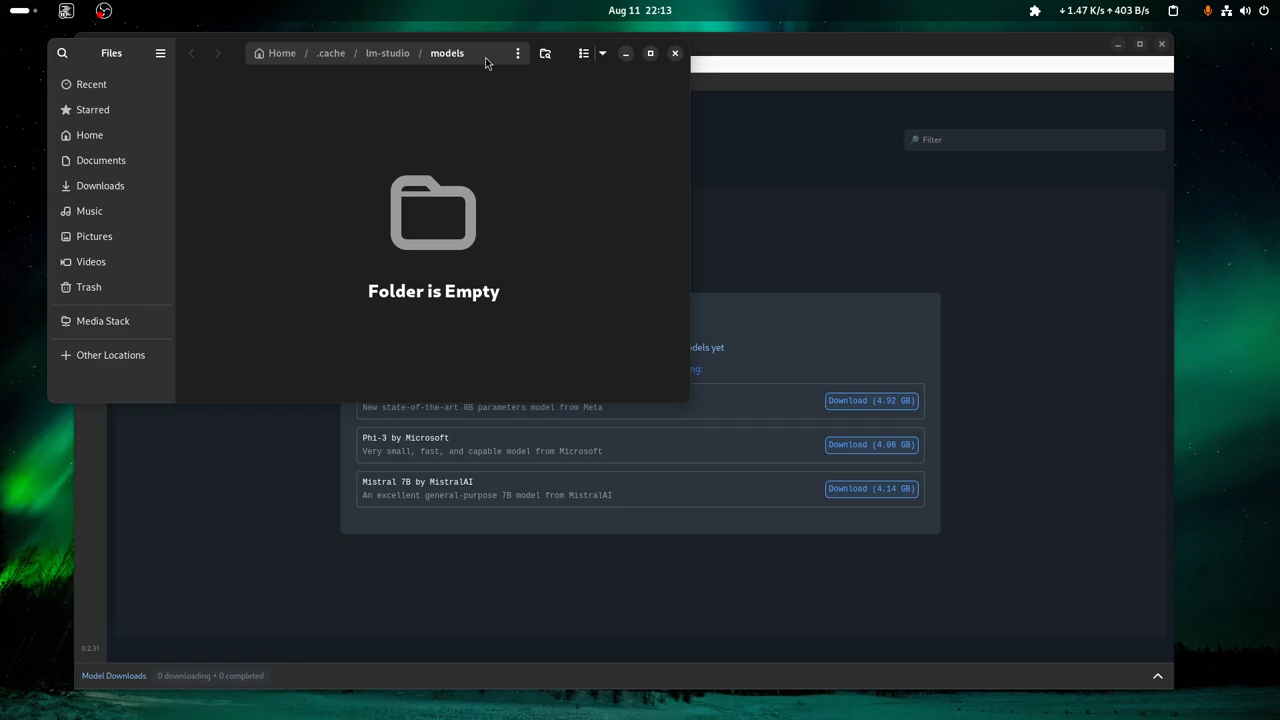 Aug 11 22:13
↓ 1.47 K/s ↑ 403 B/s
Files
Home / .cache / lm-studio / models
Recent
Starred
Home
Documents
Downloads
Music
Pictures
Videos
Trash
Media Stack
Other Locations
Folder is Empty
Filter
yet
New state-of-the-art 8B parameters model from Meta
Download (4.92 GB)
Phi-3 by Microsoft
Very small, fast, and capable model from Microsoft
Download (4.06 GB)
Mistral 7B by MistralAI
An excellent general-purpose 7B model from MistralAI
Download (4.14 GB)
0.2.31
Model Downloads
0 downloading • 0 completed